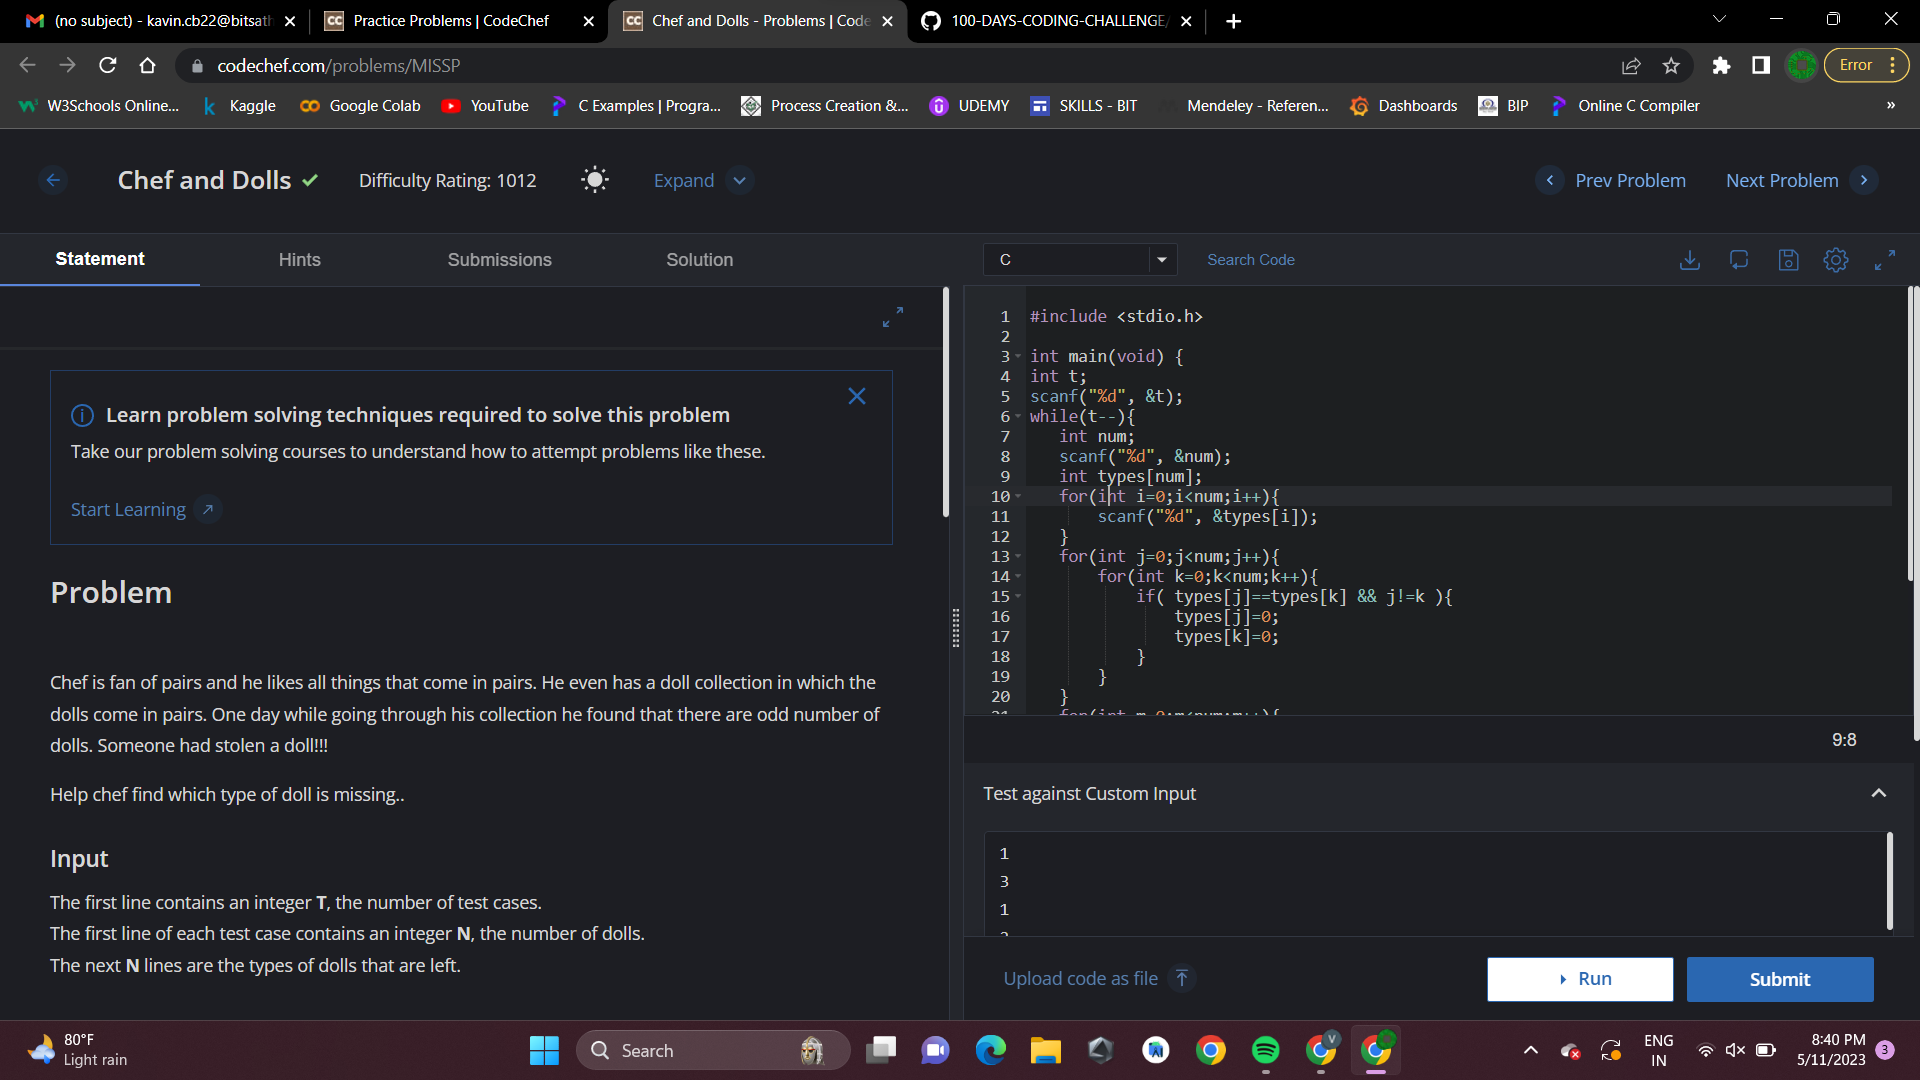 (no subject) - kavin.cb22@bitsath
Practice Problems | CodeChef
Chef and Dolls - Problems | Code
100-DAYS-CODING-CHALLENGE/
codechef.com/problems/MISSP
Error
W3Schools Online...
Kaggle
Google Colab
YouTube
C Examples | Progra...
Process Creation &...
UDEMY
SKILLS - BIT
Mendeley - Referen...
Dashboards
BIP
Online C Compiler
»
Chef and Dolls
Difficulty Rating: 1012
Expand
Prev Problem
Next Problem
Statement
Hints
Submissions
Solution
Learn problem solving techniques required to solve this problem
Take our problem solving courses to understand how to attempt problems like these.
Start Learning
Problem
Chef is fan of pairs and he likes all things that come in pairs. He even has a doll collection in which the
dolls come in pairs. One day while going through his collection he found that there are odd number of
dolls. Someone had stolen a doll!!!
Help chef find which type of doll is missing..
Input
The first line contains an integer T, the number of test cases.
The first line of each test case contains an integer N, the number of dolls.
The next N lines are the types of dolls that are left.
C
Search Code
1 #include <stdio.h>
2
3 int main(void) {
4 int t;
5 scanf("%d", &t);
6 while(t--){
7 int num;
8 scanf("%d", &num);
9 int types[num];
10 for(int i=0;i<num;i++){
11 scanf("%d", &types[i]);
12 }
13 for(int j=0;j<num;j++){
14 for(int k=0;k<num;k++){
15 if( types[j]==types[k] && j!=k ){
16 types[j]=0;
17 types[k]=0;
18 }
19 }
20 }
9:8
Test against Custom Input
1
3
1
Upload code as file
Run
Submit
80°F
Light rain
Search
ENG
IN
8:40 PM
5/11/2023
3